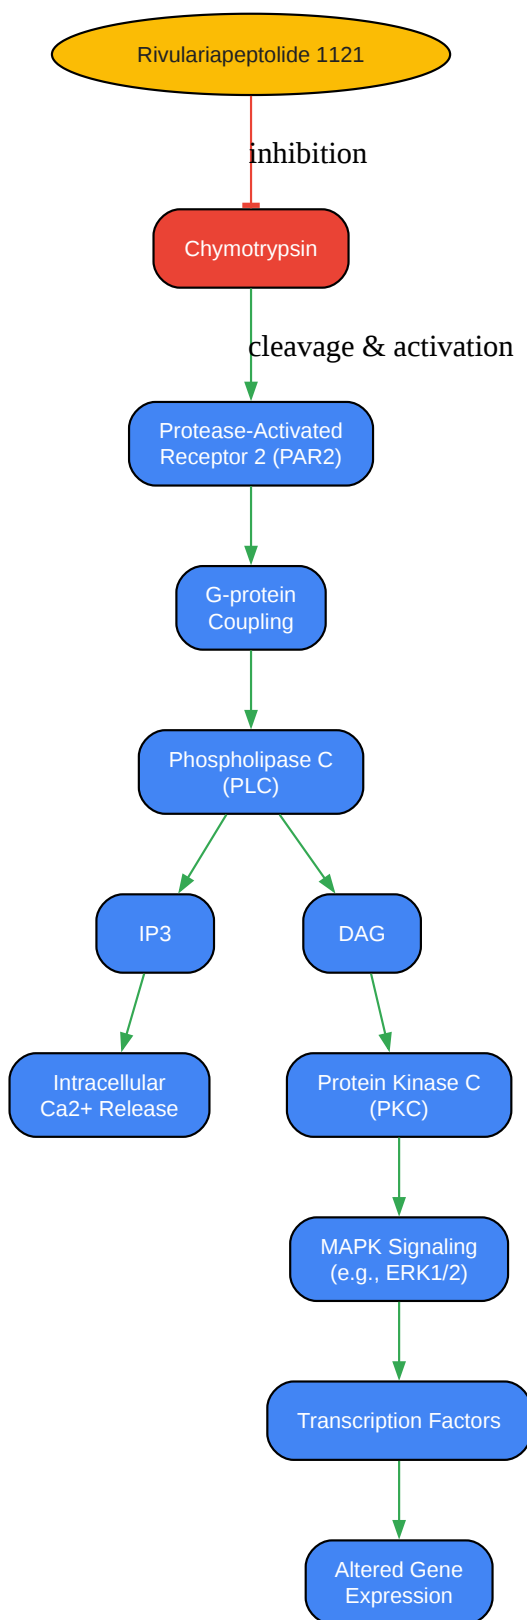 Rivulariapeptolide 1121
inhibition
Chymotrypsin
cleavage & activation
Protease-Activated
Receptor 2 (PAR2)
G-protein
Coupling
Phospholipase C
(PLC)
IP3
DAG
Intracellular
Ca2+ Release
Protein Kinase C
(PKC)
MAPK Signaling
(e.g., ERK1/2)
Transcription Factors
Altered Gene
Expression